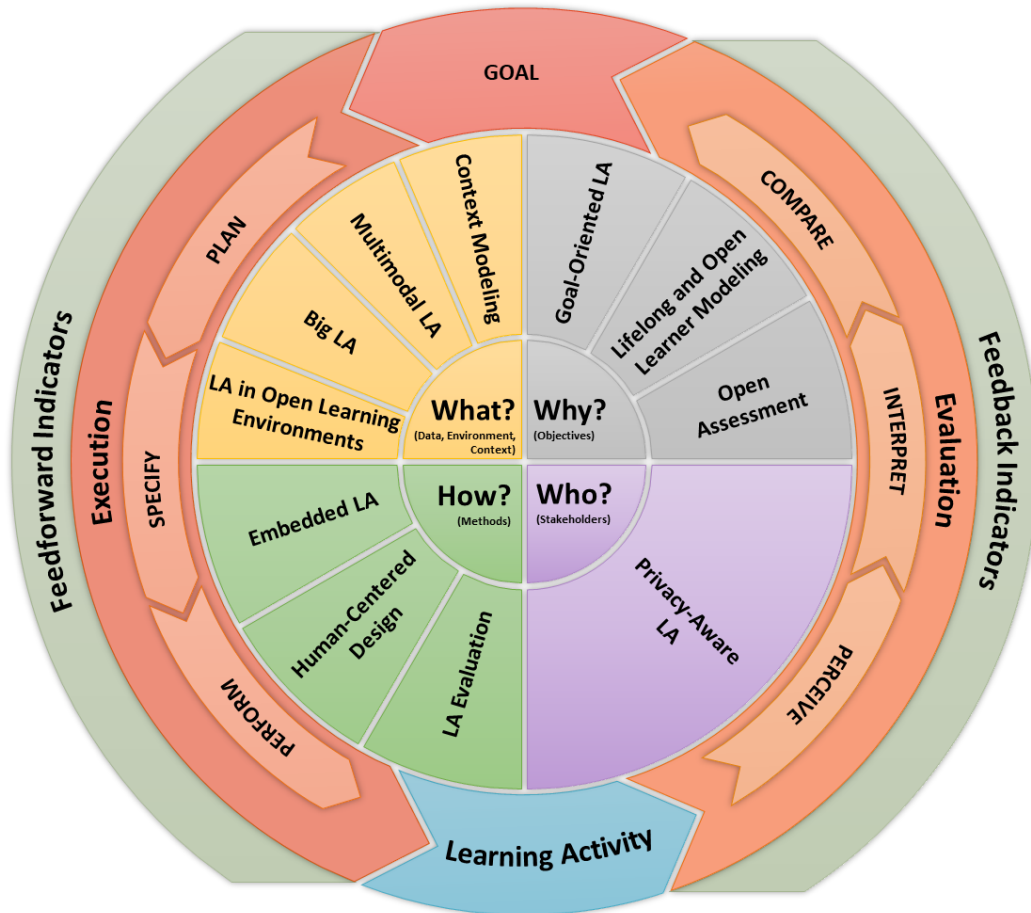 GOAL
Feedforward Indicators
Execution
PLAN
SPECIFY
PERFORM
Context Modeling
Multimodal LA
Big LA
LA in Open Learning
Environments
What?
(Data, Environment,
Context)
Why?
(Objectives)
Goal-Oriented LA
Lifelong and Open
Learner Modeling
Open
Assessment
How?
(Methods)
Embedded LA
Human-Centered
Design
LA Evaluation
Who?
(Stakeholders)
Privacy-Aware
LA
COMPARE
INTERPRET
PERCEIVE
Evaluation
Feedback Indicators
Learning Activity